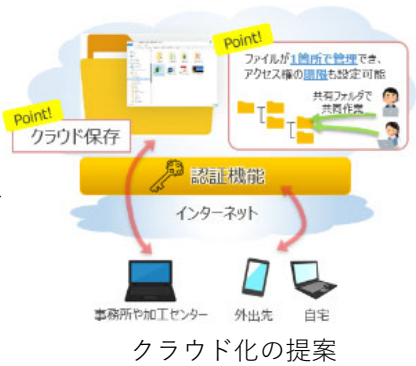 Point!
ファイルが1箇所で管理でき、
アクセス権の制限も設定可能
共有フォルダで
共同作業
Point!
クラウド保存
認証機能
インターネット
事務所や加工センター
外出先
自宅
クラウド化の提案